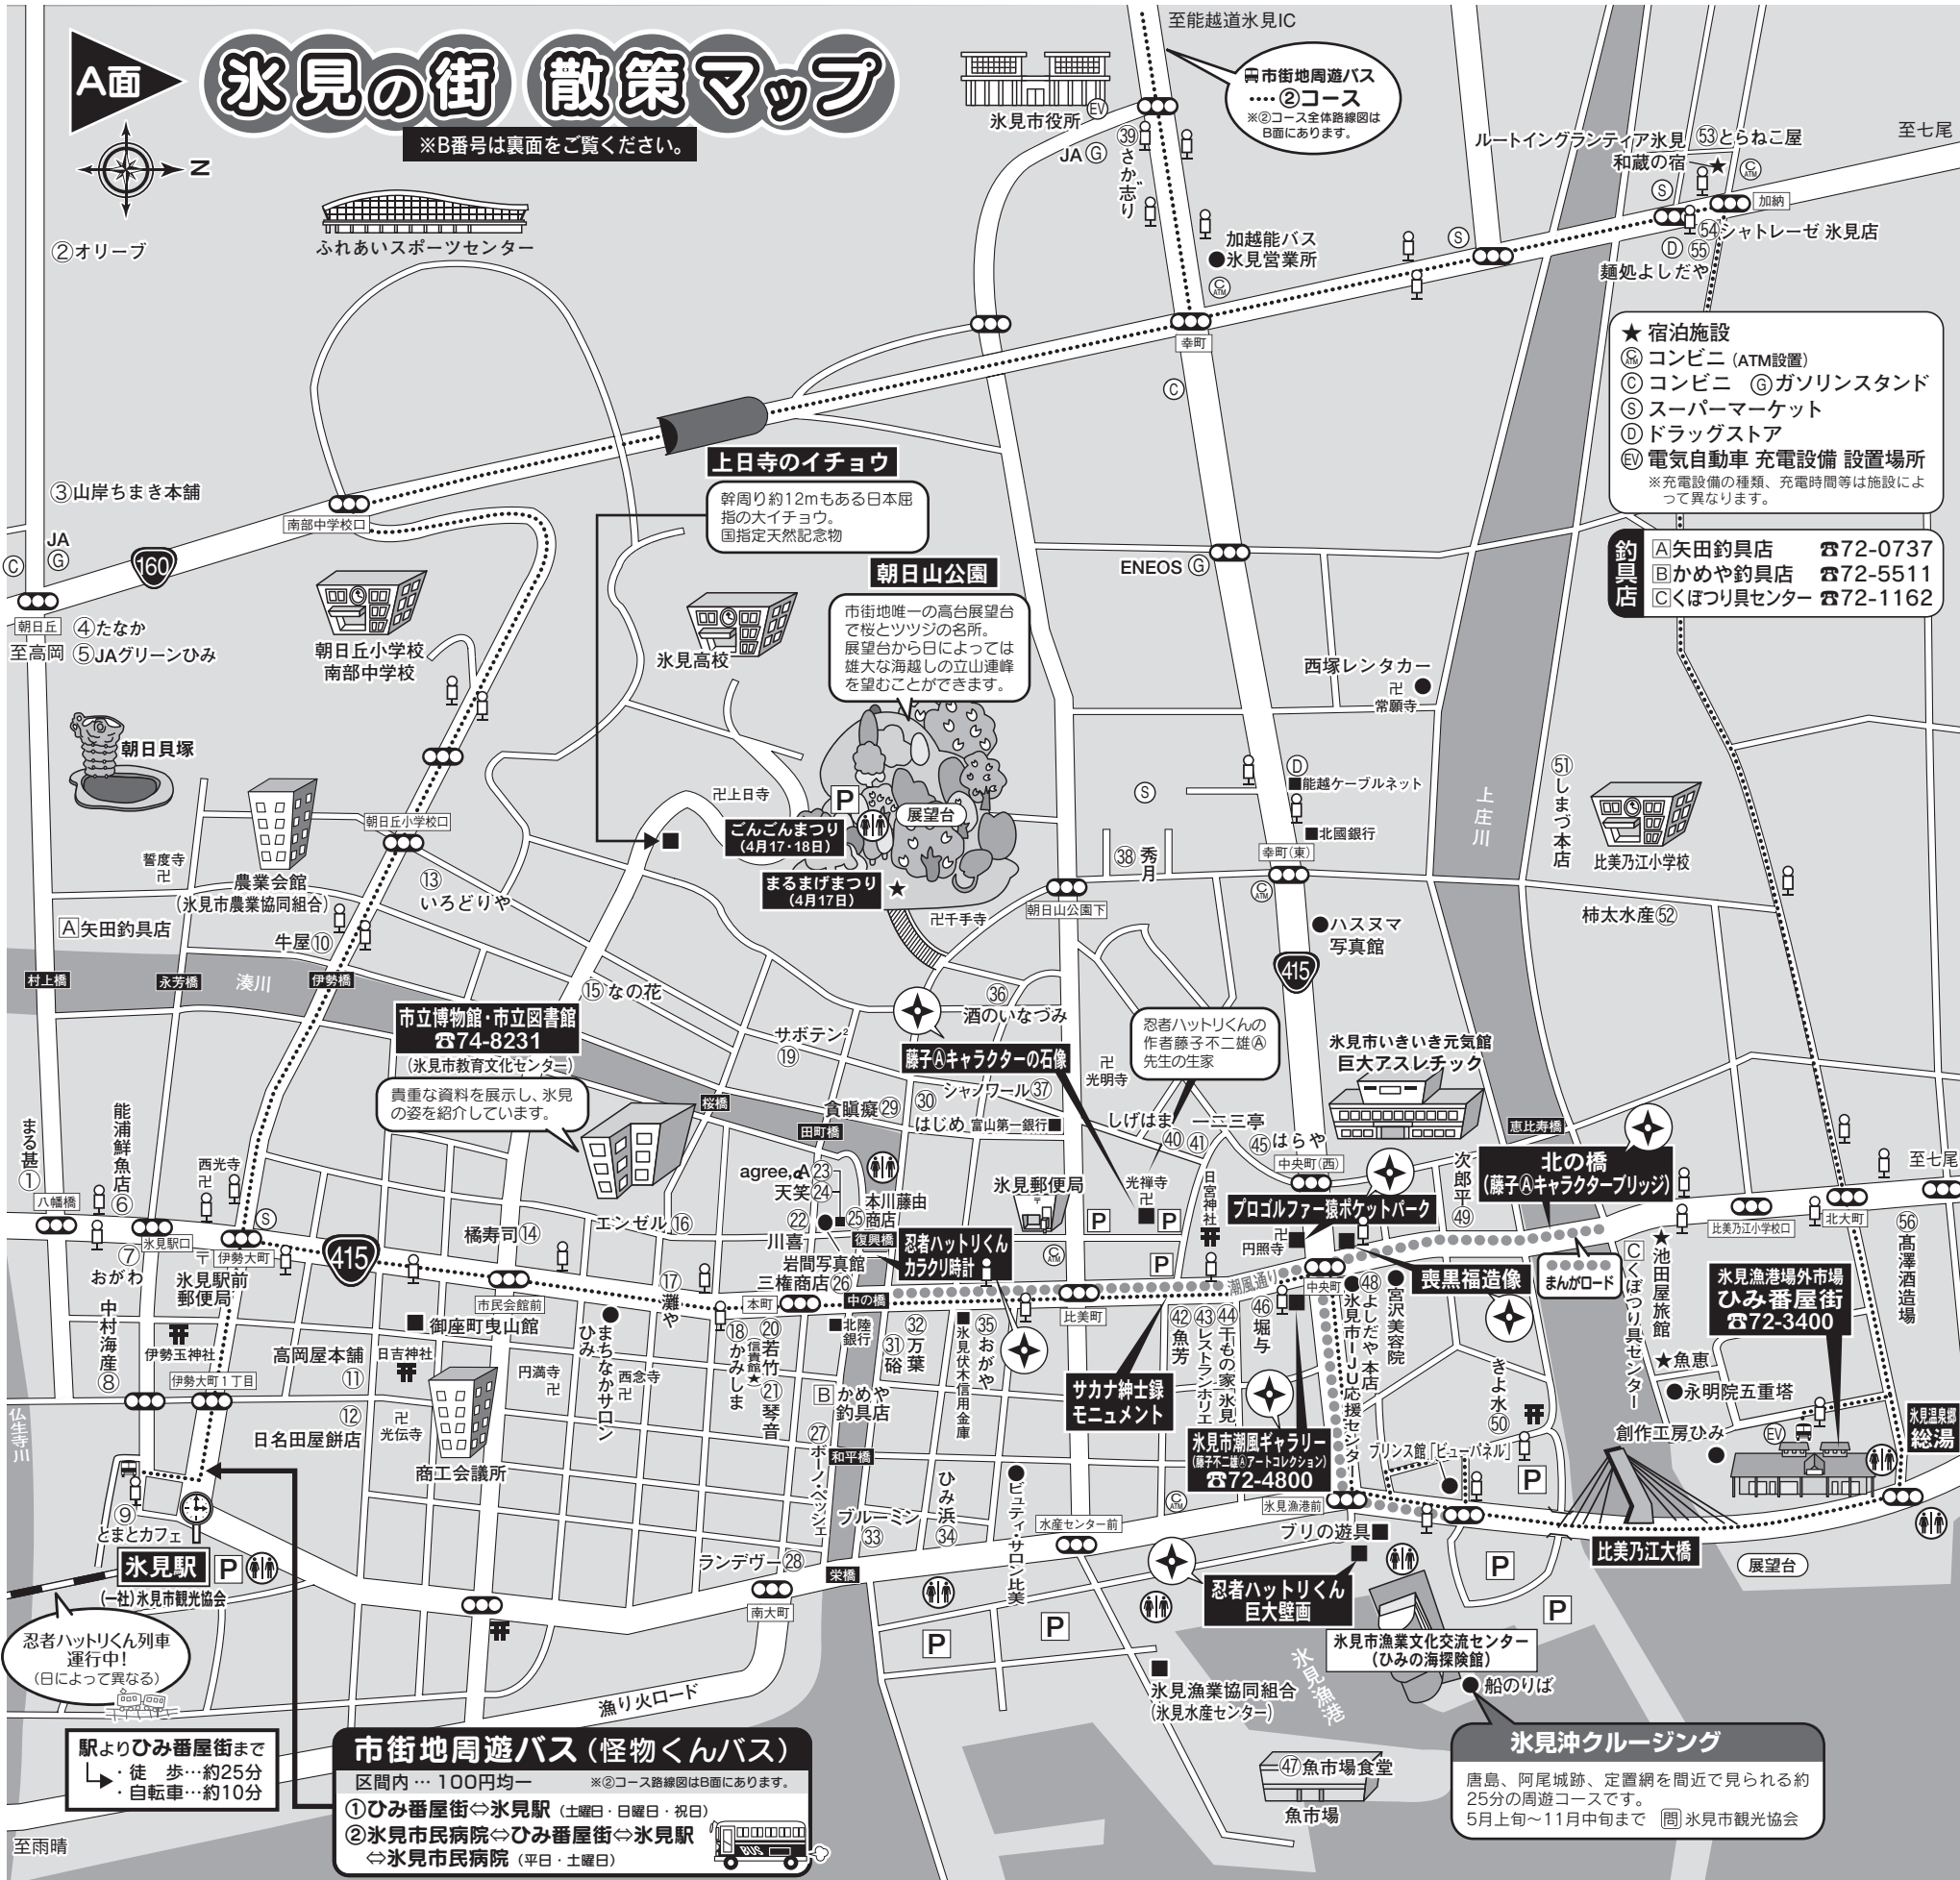 A面
氷見の街 散策マップ
※B番号は裏面をご覧ください。
N
至能越道氷見IC
市街地周遊バス
②コース
※②コース全体路線図は
B面にあります。
氷見市役所
EV
JA G
㊴さか志り
ルートイングランティア氷見
和蔵の宿
★
53とらねこ屋
C
ATM
至七尾
S
加納
54シャトレーゼ 氷見店
D 55
麺処よしだや
ふれあいスポーツセンター
②オリーブ
加越能バス
●氷見営業所
C
ATM
S
幸町
C
★ 宿泊施設
C ATM コンビニ(ATM設置)
C コンビニ G ガソリンスタンド
S スーパーマーケット
D ドラッグストア
EV 電気自動車 充電設備 設置場所
※充電設備の種類、充電時間等は施設によ
って異なります。
釣具店
A矢田釣具店 ☎72-0737
Bかめや釣具店 ☎72-5511
Cくぼつり具センター ☎72-1162
③山岸ちまき本舗
南部中学校口
JA
G
C
160
朝日丘
至高岡
④たなか
⑤JAグリーンひみ
朝日丘小学校
南部中学校
上日寺のイチョウ
幹周り約12mもある日本屈
指の大イチョウ。
国指定天然記念物
氷見高校
朝日山公園
市街地唯一の高台展望台
で桜とツツジの名所。
展望台から日によっては
雄大な海越しの立山連峰
を望むことができます。
ENEOS G
西塚レンタカー
卍 ●
常願寺
朝日貝塚
卍上日寺
P
展望台
ごんごんまつり
(4月17・18日)
まるまげまつり
(4月17日)
★
卍千手寺
S
D
■能越ケーブルネット
■北國銀行
幸町(東)
㊳秀月
朝日山公園下
C
ATM
上庄川
51しまづ本店
比美乃江小学校
柿太水産52
朝日丘小学校口
誓度寺
卍
農業会館
(氷見市農業協同組合)
⑬
いろどりや
A矢田釣具店
牛屋⑩
村上橋
永芳橋
湊川
伊勢橋
●ハスヌマ
写真館
415
⑮なの花
市立博物館・市立図書館
☎74-8231
(氷見市教育文化センター)
貴重な資料を展示し、氷見
の姿を紹介しています。
サボテン²
⑲
㊱
酒のいなづみ
藤子Ⓐキャラクターの石像
忍者ハットリくんの
作者藤子不二雄Ⓐ
先生の生家
卍
光明寺
氷見市いきいき元気館
巨大アスレチック
桜橋
貪瞋癡㉙
㉚
はじめ
シャノワール㊲
富山第一銀行■
田町橋
しげはま
㊵
一二三亭
㊶
㊺はらや
中央町(西)
恵比寿橋
北の橋
(藤子Ⓐキャラクターブリッジ)
次郎平㊾
まる甚①
能浦鮮魚店⑥
八幡橋
西光寺
卍
S
氷見駅口
⑦
おがわ
伊勢大町
415
〒
氷見駅前
郵便局
橘寿司⑭
エンゼル⑯
agree,A㉓
天笑㉔
㉒
川喜
㉕本川藤由
商店
復興橋
岩間写真館
三権商店㉖
忍者ハットリくん
カラクリ時計
氷見郵便局
〒
C
ATM
P
光禅寺
卍
P
日宮神社
プロゴルファー猿ポケットパーク
卍
円照寺
喪黒福造像
まんがロード
Cくぼつり具センター
★池田屋旅館
比美乃江小学校口
北大町
至七尾
56髙澤酒造場
氷見漁港場外市場
ひみ番屋街
☎72-3400
中村海産⑧
伊勢玉神社
伊勢大町1丁目
市民会館前
■御座町曳山館
高岡屋本舗
⑪
日吉神社
●まちなかサロンひみ
⑰灘や
本町
中の橋
■北陸
銀行
⑱かみしま
信貴館★
⑳若竹
㉑琴音
㉛硲
㉜万葉
■氷見伏木信用金庫
㉟おがや
比美町
潮風通り
中央町
サカナ紳士録
モニュメント
㊷魚芳
㊸レストランホリエ
㊹干もの家 氷見
㊻堀与
●氷見市IJU応援センター
㊽よしだや本店
●宮沢美容院
氷見市潮風ギャラリー
(藤子不二雄Ⓐアートコレクション)
☎72-4800
★魚恵
●永明院五重塔
創作工房ひみ
●
EV
氷見温泉郷
総湯
仏生寺川
⑫
日名田屋餅店
卍
光伝寺
商工会議所
円満寺
卍
西念寺
卍
B かめや
釣具店
和平橋
㉗ボーノ・ペッシェ
きよ水㊿
プリンス館「ビューパネル」
P
⑨
とまとカフェ
氷見駅
P
(一社)氷見市観光協会
ブルーミン
㉝
ひみ浜㉞
●ビュティ・サロン比美
水産センター前
C
ATM
氷見漁港前
ブリの遊具■
ランデヴー㉘
栄橋
南大町
忍者ハットリくん
巨大壁画
比美乃江大橋
展望台
P
P
P
P
氷見市漁業文化交流センター
(ひみの海探険館)
●船のりば
忍者ハットリくん列車
運行中!
(日によって異なる)
漁り火ロード
氷見漁港
■
氷見漁業協同組合
(氷見水産センター)
㊼魚市場食堂
魚市場
駅よりひみ番屋街まで
・徒 歩…約25分
・自転車…約10分
至雨晴
市街地周遊バス(怪物くんバス)
区間内…100円均一 ※②コース路線図はB面にあります。
①ひみ番屋街⇔氷見駅(土曜日・日曜日・祝日)
②氷見市民病院⇔ひみ番屋街⇔氷見駅
⇔氷見市民病院(平日・土曜日)
BUS
氷見沖クルージング
唐島、阿尾城跡、定置網を間近で見られる約
25分の周遊コースです。
5月上旬～11月中旬まで 問氷見市観光協会